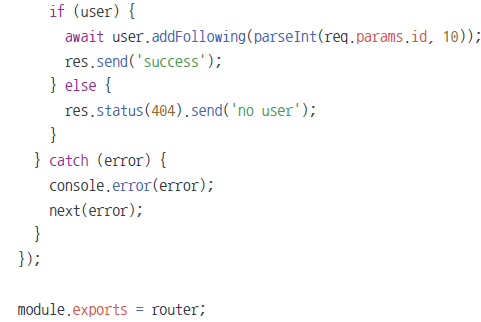 if (user) {
await user.addFollowing(parseInt(req.params.id, 10));
res.send('success');
} else {
res.status(404).send('no user');
}
} catch (error) {
console.error(error);
next(error);
}
});
module.exports = router;